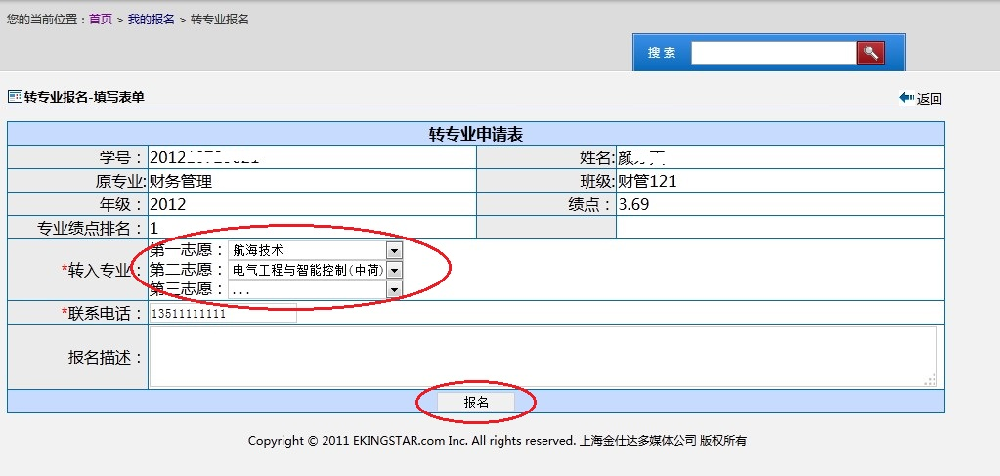 您的当前位置：首页 > 我的报名 > 转专业报名
搜 索
转专业报名-填写表单
返回
转专业申请表
学号： 2012
姓名: 颜
原专业: 财务管理
班级: 财管121
年级： 2012
绩点： 3.69
专业绩点排名： 1
*转入专业：
第一志愿： 航海技术
第二志愿： 电气工程与智能控制(中荷)
第三志愿： ...
*联系电话： 13511111111
报名描述：
报名
Copyright © 2011 EKINGSTAR.com Inc. All rights reserved. 上海金仕达多媒体公司 版权所有